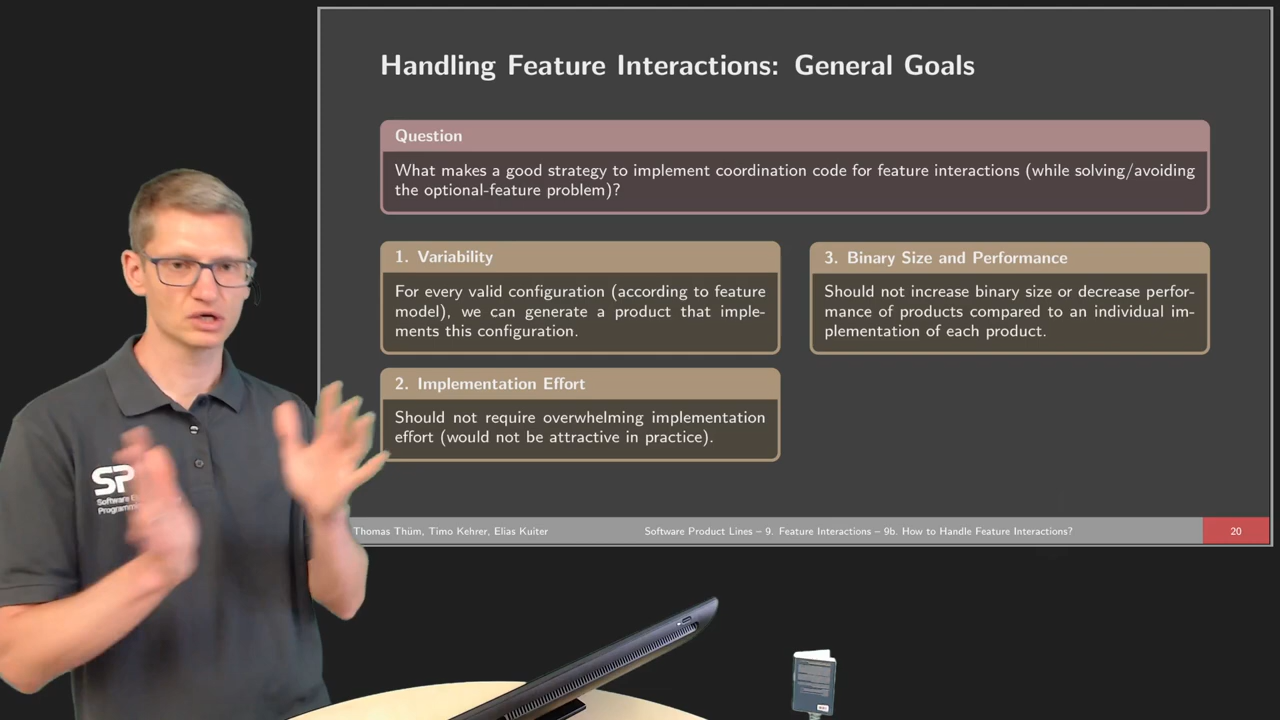 Handling Feature Interactions: General Goals
Question
What makes a good strategy to implement coordination code for feature interactions (while solving/avoiding
the optional-feature problem)?
1. Variability
For every valid configuration (according to feature
model), we can generate a product that imple-
ments this configuration.
2. Implementation Effort
Should not require overwhelming implementation
effort (would not be attractive in practice).
3. Binary Size and Performance
Should not increase binary size or decrease perfor-
mance of products compared to an individual im-
plementation of each product.
Thomas Thüm, Timo Kehrer, Elias Kuiter
Software Product Lines – 9. Feature Interactions – 9b. How to Handle Feature Interactions?
20
SP
Software